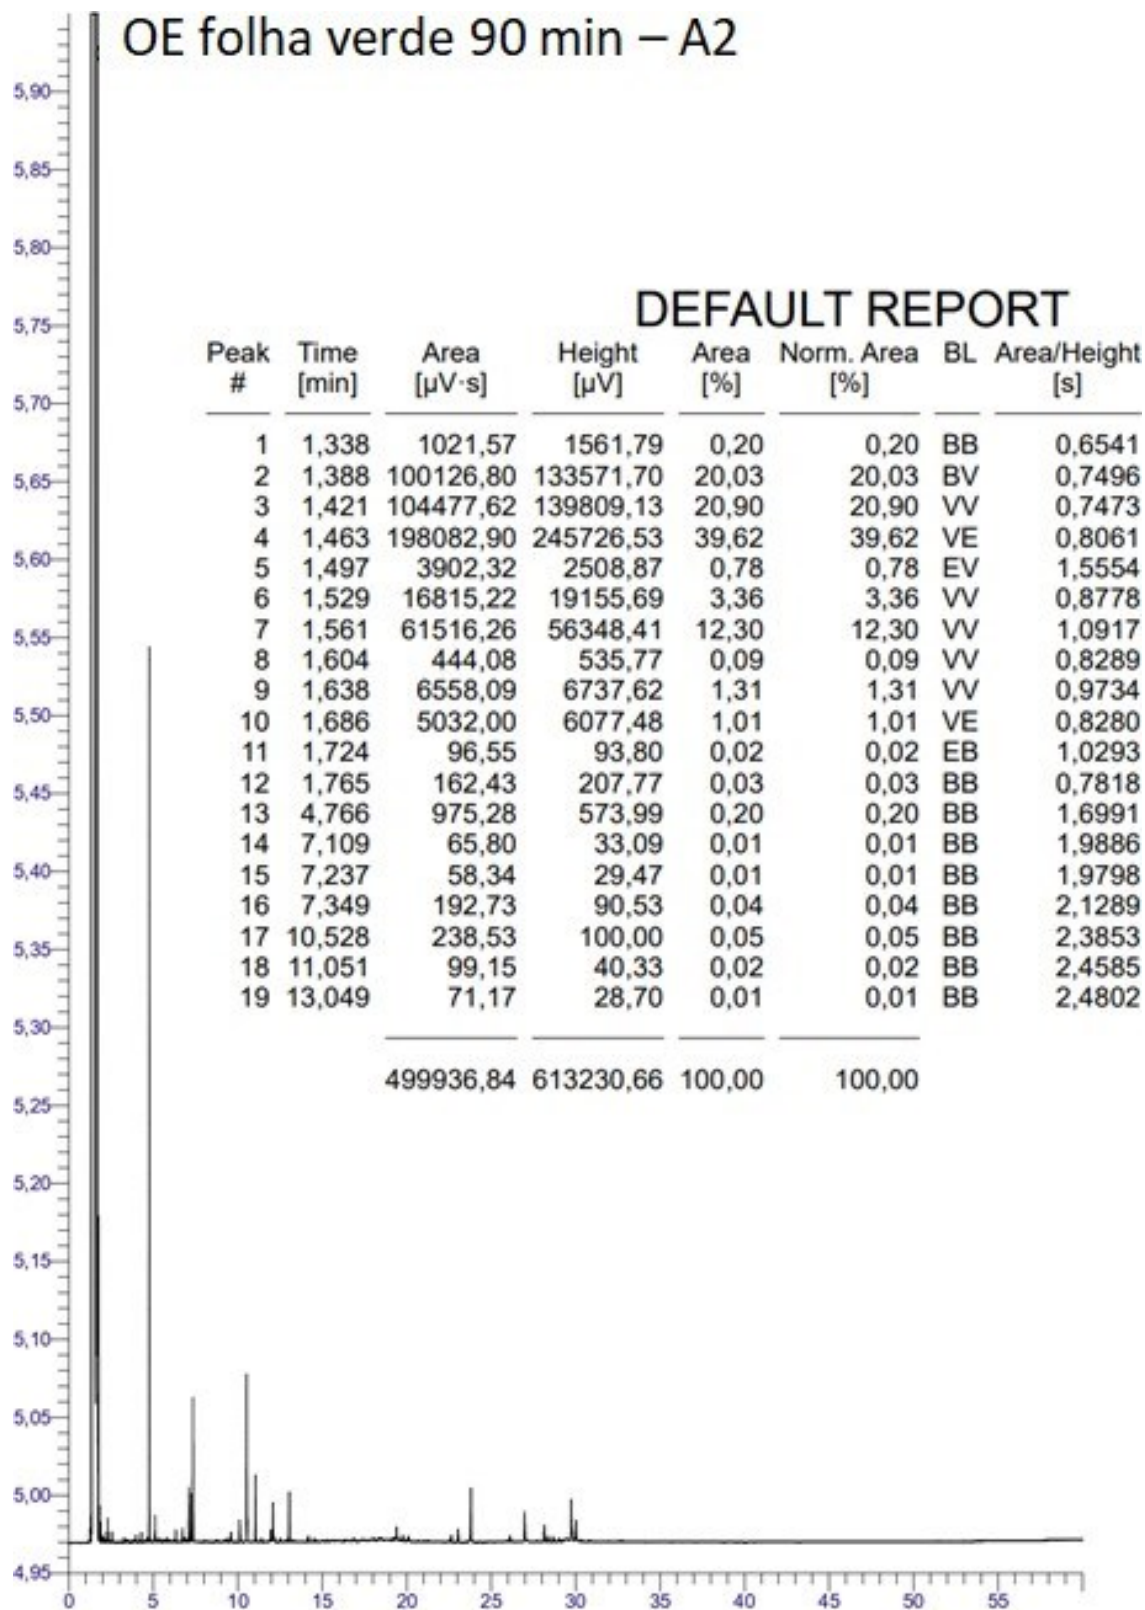 OE folha verde 90 min – A2
DEFAULT REPORT
Peak Time Area Height Area Norm. Area BL Area/Height
# [min] [µV·s] [µV] [%] [%] [s]
1 1,338 1021,57 1561,79 0,20 0,20 BB 0,6541
2 1,388 100126,80 133571,70 20,03 20,03 BV 0,7496
3 1,421 104477,62 139809,13 20,90 20,90 VV 0,7473
4 1,463 198082,90 245726,53 39,62 39,62 VE 0,8061
5 1,497 3902,32 2508,87 0,78 0,78 EV 1,5554
6 1,529 16815,22 19155,69 3,36 3,36 VV 0,8778
7 1,561 61516,26 56348,41 12,30 12,30 VV 1,0917
8 1,604 444,08 535,77 0,09 0,09 VV 0,8289
9 1,638 6558,09 6737,62 1,31 1,31 VV 0,9734
10 1,686 5032,00 6077,48 1,01 1,01 VE 0,8280
11 1,724 96,55 93,80 0,02 0,02 EB 1,0293
12 1,765 162,43 207,77 0,03 0,03 BB 0,7818
13 4,766 975,28 573,99 0,20 0,20 BB 1,6991
14 7,109 65,80 33,09 0,01 0,01 BB 1,9886
15 7,237 58,34 29,47 0,01 0,01 BB 1,9798
16 7,349 192,73 90,53 0,04 0,04 BB 2,1289
17 10,528 238,53 100,00 0,05 0,05 BB 2,3853
18 11,051 99,15 40,33 0,02 0,02 BB 2,4585
19 13,049 71,17 28,70 0,01 0,01 BB 2,4802
499936,84 613230,66 100,00 100,00
5,90
5,85
5,80
5,75
5,70
5,65
5,60
5,55
5,50
5,45
5,40
5,35
5,30
5,25
5,20
5,15
5,10
5,05
5,00
4,95
0 5 10 15 20 25 30 35 40 45 50 55